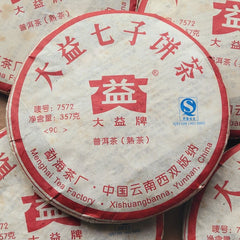 大益七子饼茶
益
大益牌
唛号: 7572
净含量: 357克
普洱茶(熟茶)
勐海茶厂·中国云南西双版纳
Menghai Tea Factory, Xishuangbanna, Yunnan, China